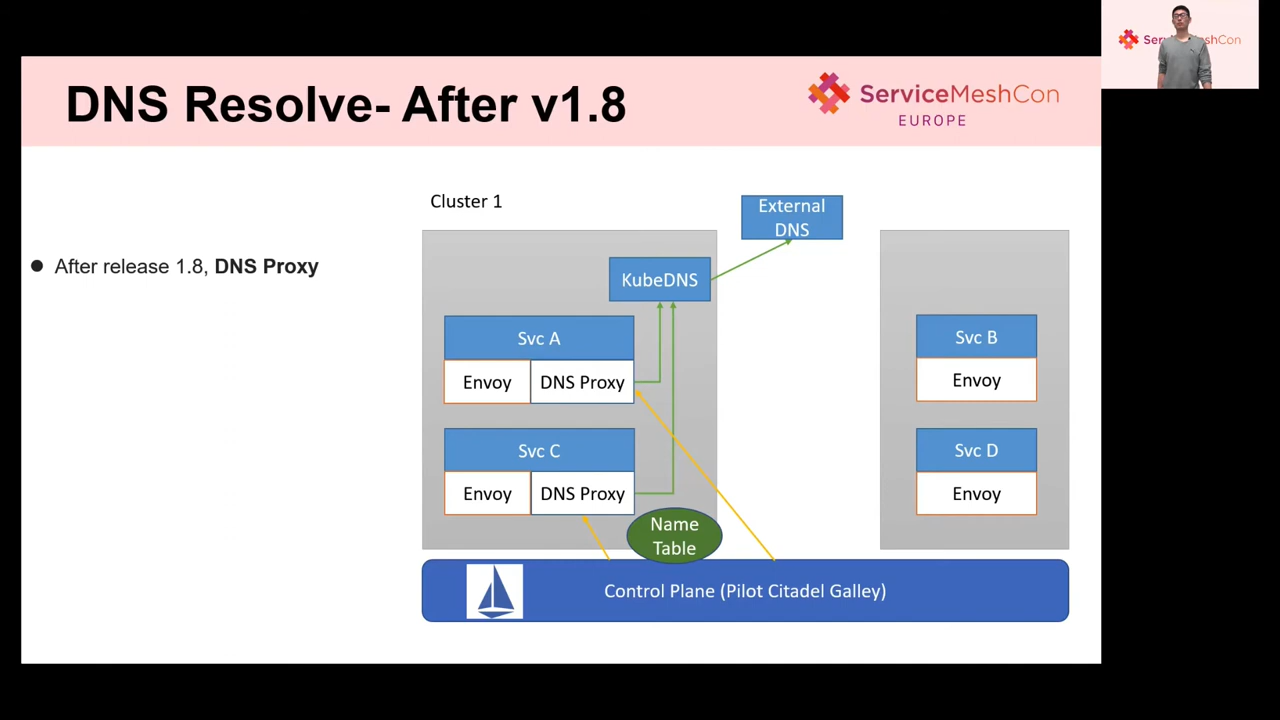 DNS Resolve- After v1.8
ServiceMeshCon
EUROPE
After release 1.8, DNS Proxy
Cluster 1
External
DNS
KubeDNS
Svc A
Envoy
DNS Proxy
Svc C
Envoy
DNS Proxy
Name
Table
Svc B
Envoy
Svc D
Envoy
Control Plane (Pilot Citadel Galley)